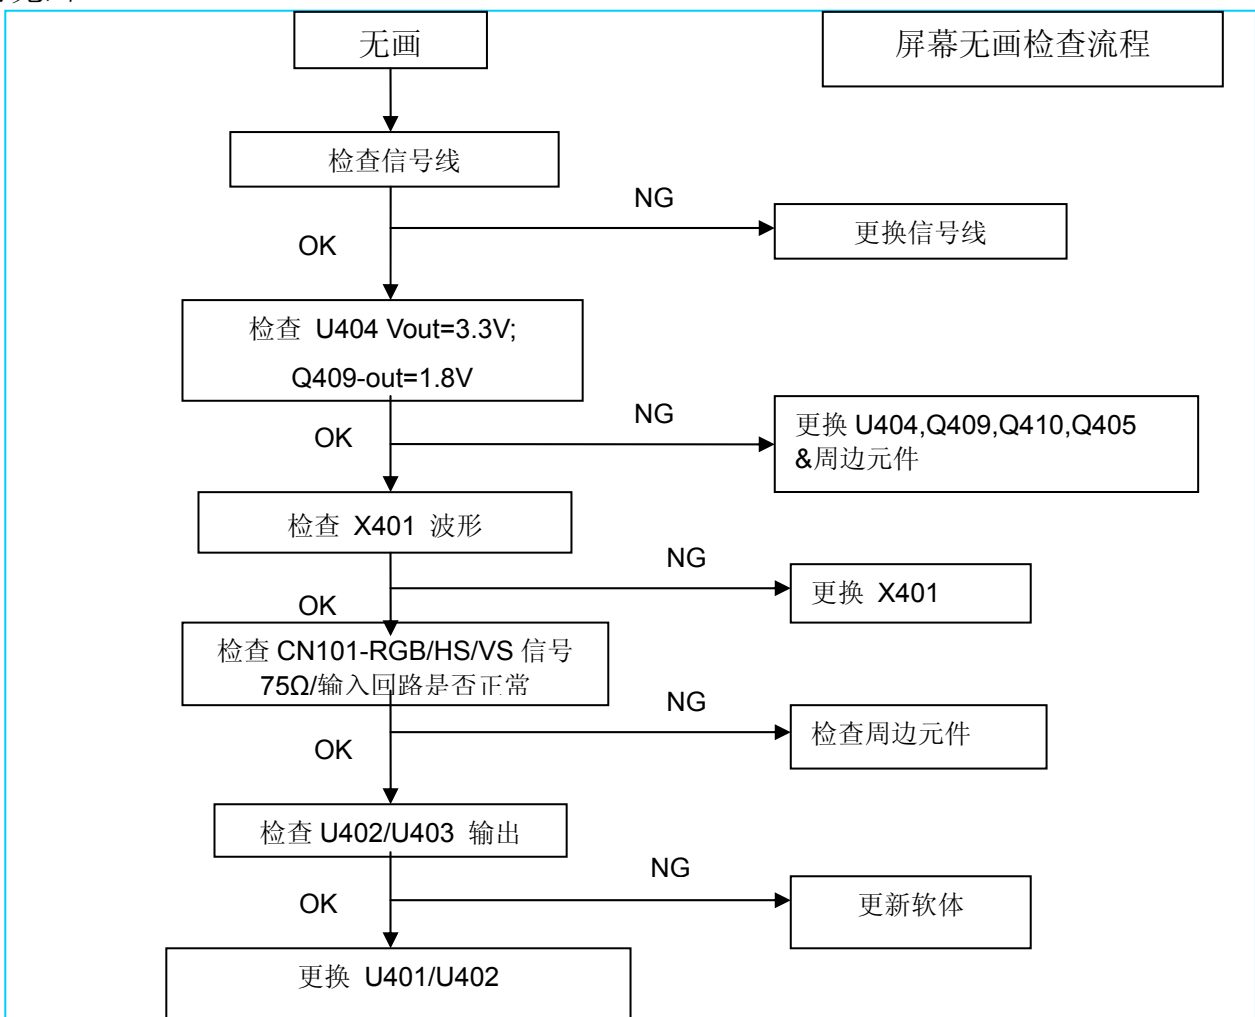 无画
屏幕无画检查流程
检查信号线
NG
更换信号线
OK
检查 U404 Vout=3.3V;
Q409-out=1.8V
NG
更换 U404,Q409,Q410,Q405
&周边元件
OK
检查 X401 波形
NG
更换 X401
OK
检查 CN101-RGB/HS/VS 信号
75Ω/输入回路是否正常
NG
检查周边元件
OK
检查 U402/U403 输出
NG
更新软体
OK
更换 U401/U402